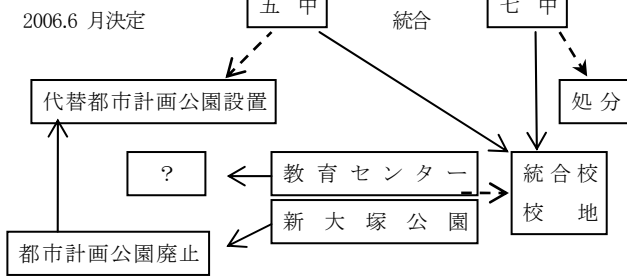 2006.6 月決定
五 中
統合
七 中
代替都市計画公園設置
処 分
?
教 育 セ ン タ ー
統 合 校
校 地
新 大 塚 公 園
都市計画公園廃止